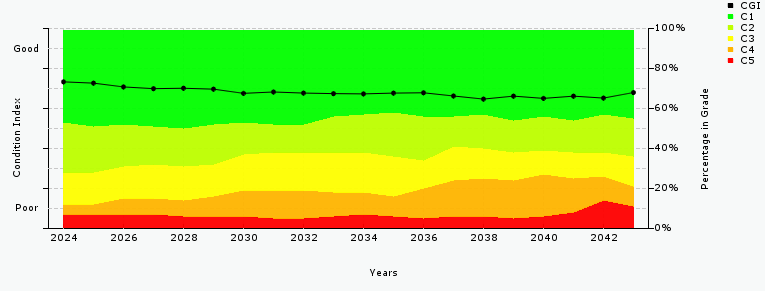 CGI
C1
C2
C3
C4
C5
Good
Poor
Condition Index
100%
80%
60%
40%
20%
0%
Percentage in Grade
2024 2026 2028 2030 2032 2034 2036 2038 2040 2042
Years